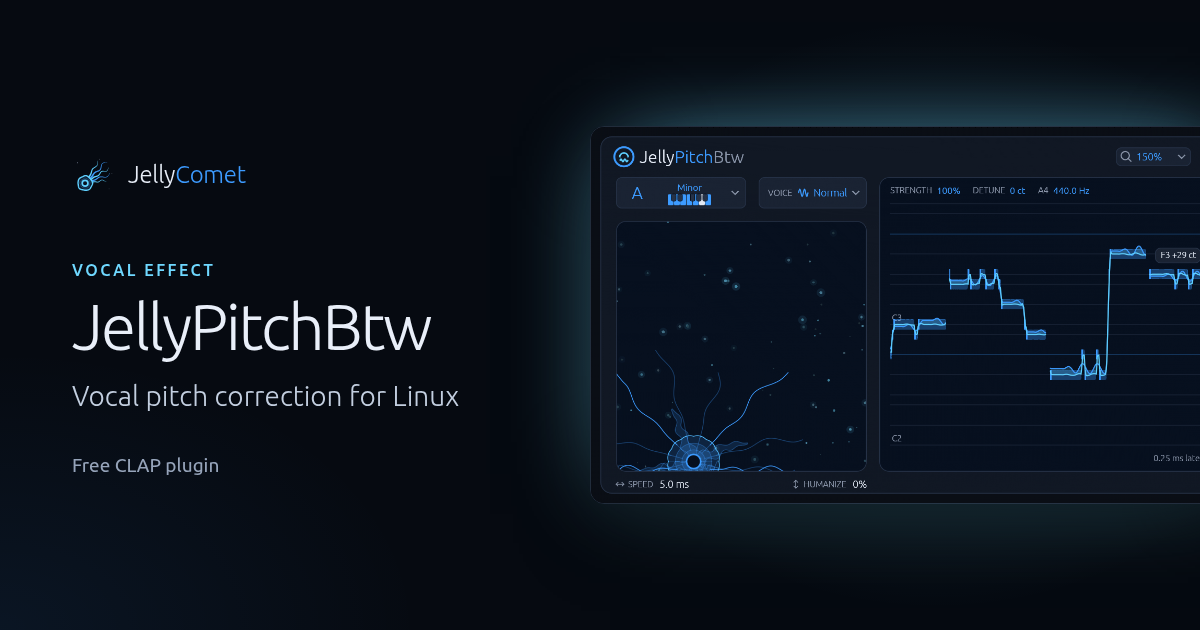 JellyComet
VOCAL EFFECT
JellyPitchBtw
Vocal pitch correction for Linux
Free CLAP plugin
JellyPitchBtw
150%
A
Minor
VOICE Normal
STRENGTH 100% DETUNE 0 ct A4 440.0 Hz
F3 +29 ct
C3
C2
0.25 ms late
SPEED 5.0 ms
HUMANIZE 0%